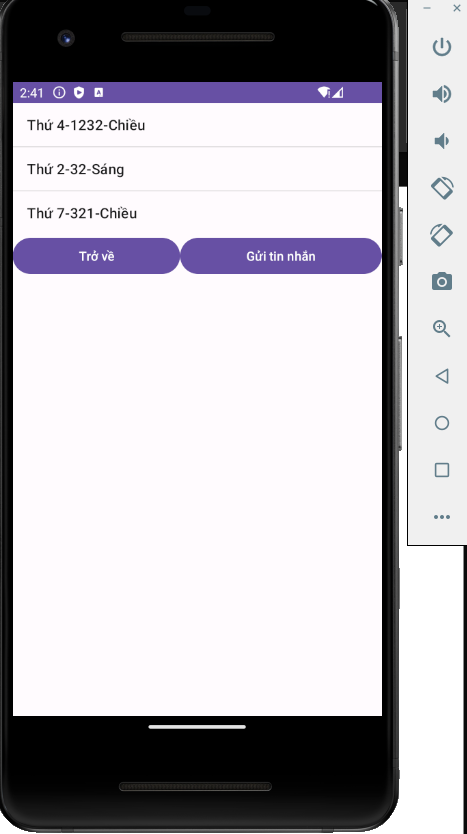 2:41
Thứ 4-1232-Chiều
Thứ 2-32-Sáng
Thứ 7-321-Chiều
Trở về
Gửi tin nhắn